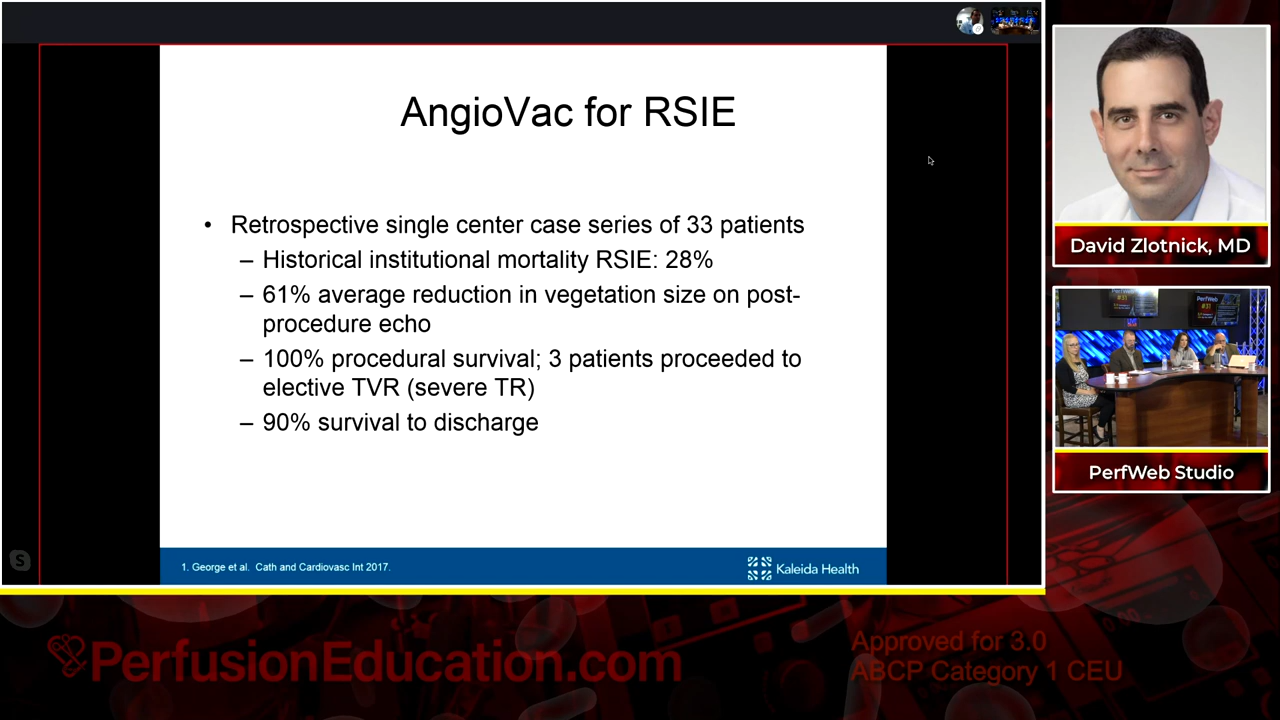 AngioVac for RSIE
• Retrospective single center case series of 33 patients
– Historical institutional mortality RSIE: 28%
– 61% average reduction in vegetation size on post-
procedure echo
– 100% procedural survival; 3 patients proceeded to
elective TVR (severe TR)
– 90% survival to discharge
1. George et al. Cath and Cardiovasc Int 2017.
Kaleida Health
David Zlotnick, MD
PerfWeb
PerfWeb
PerfWeb Studio
PerfusionEducation.com
Approved for 3.0
ABCP Category 1 CEU